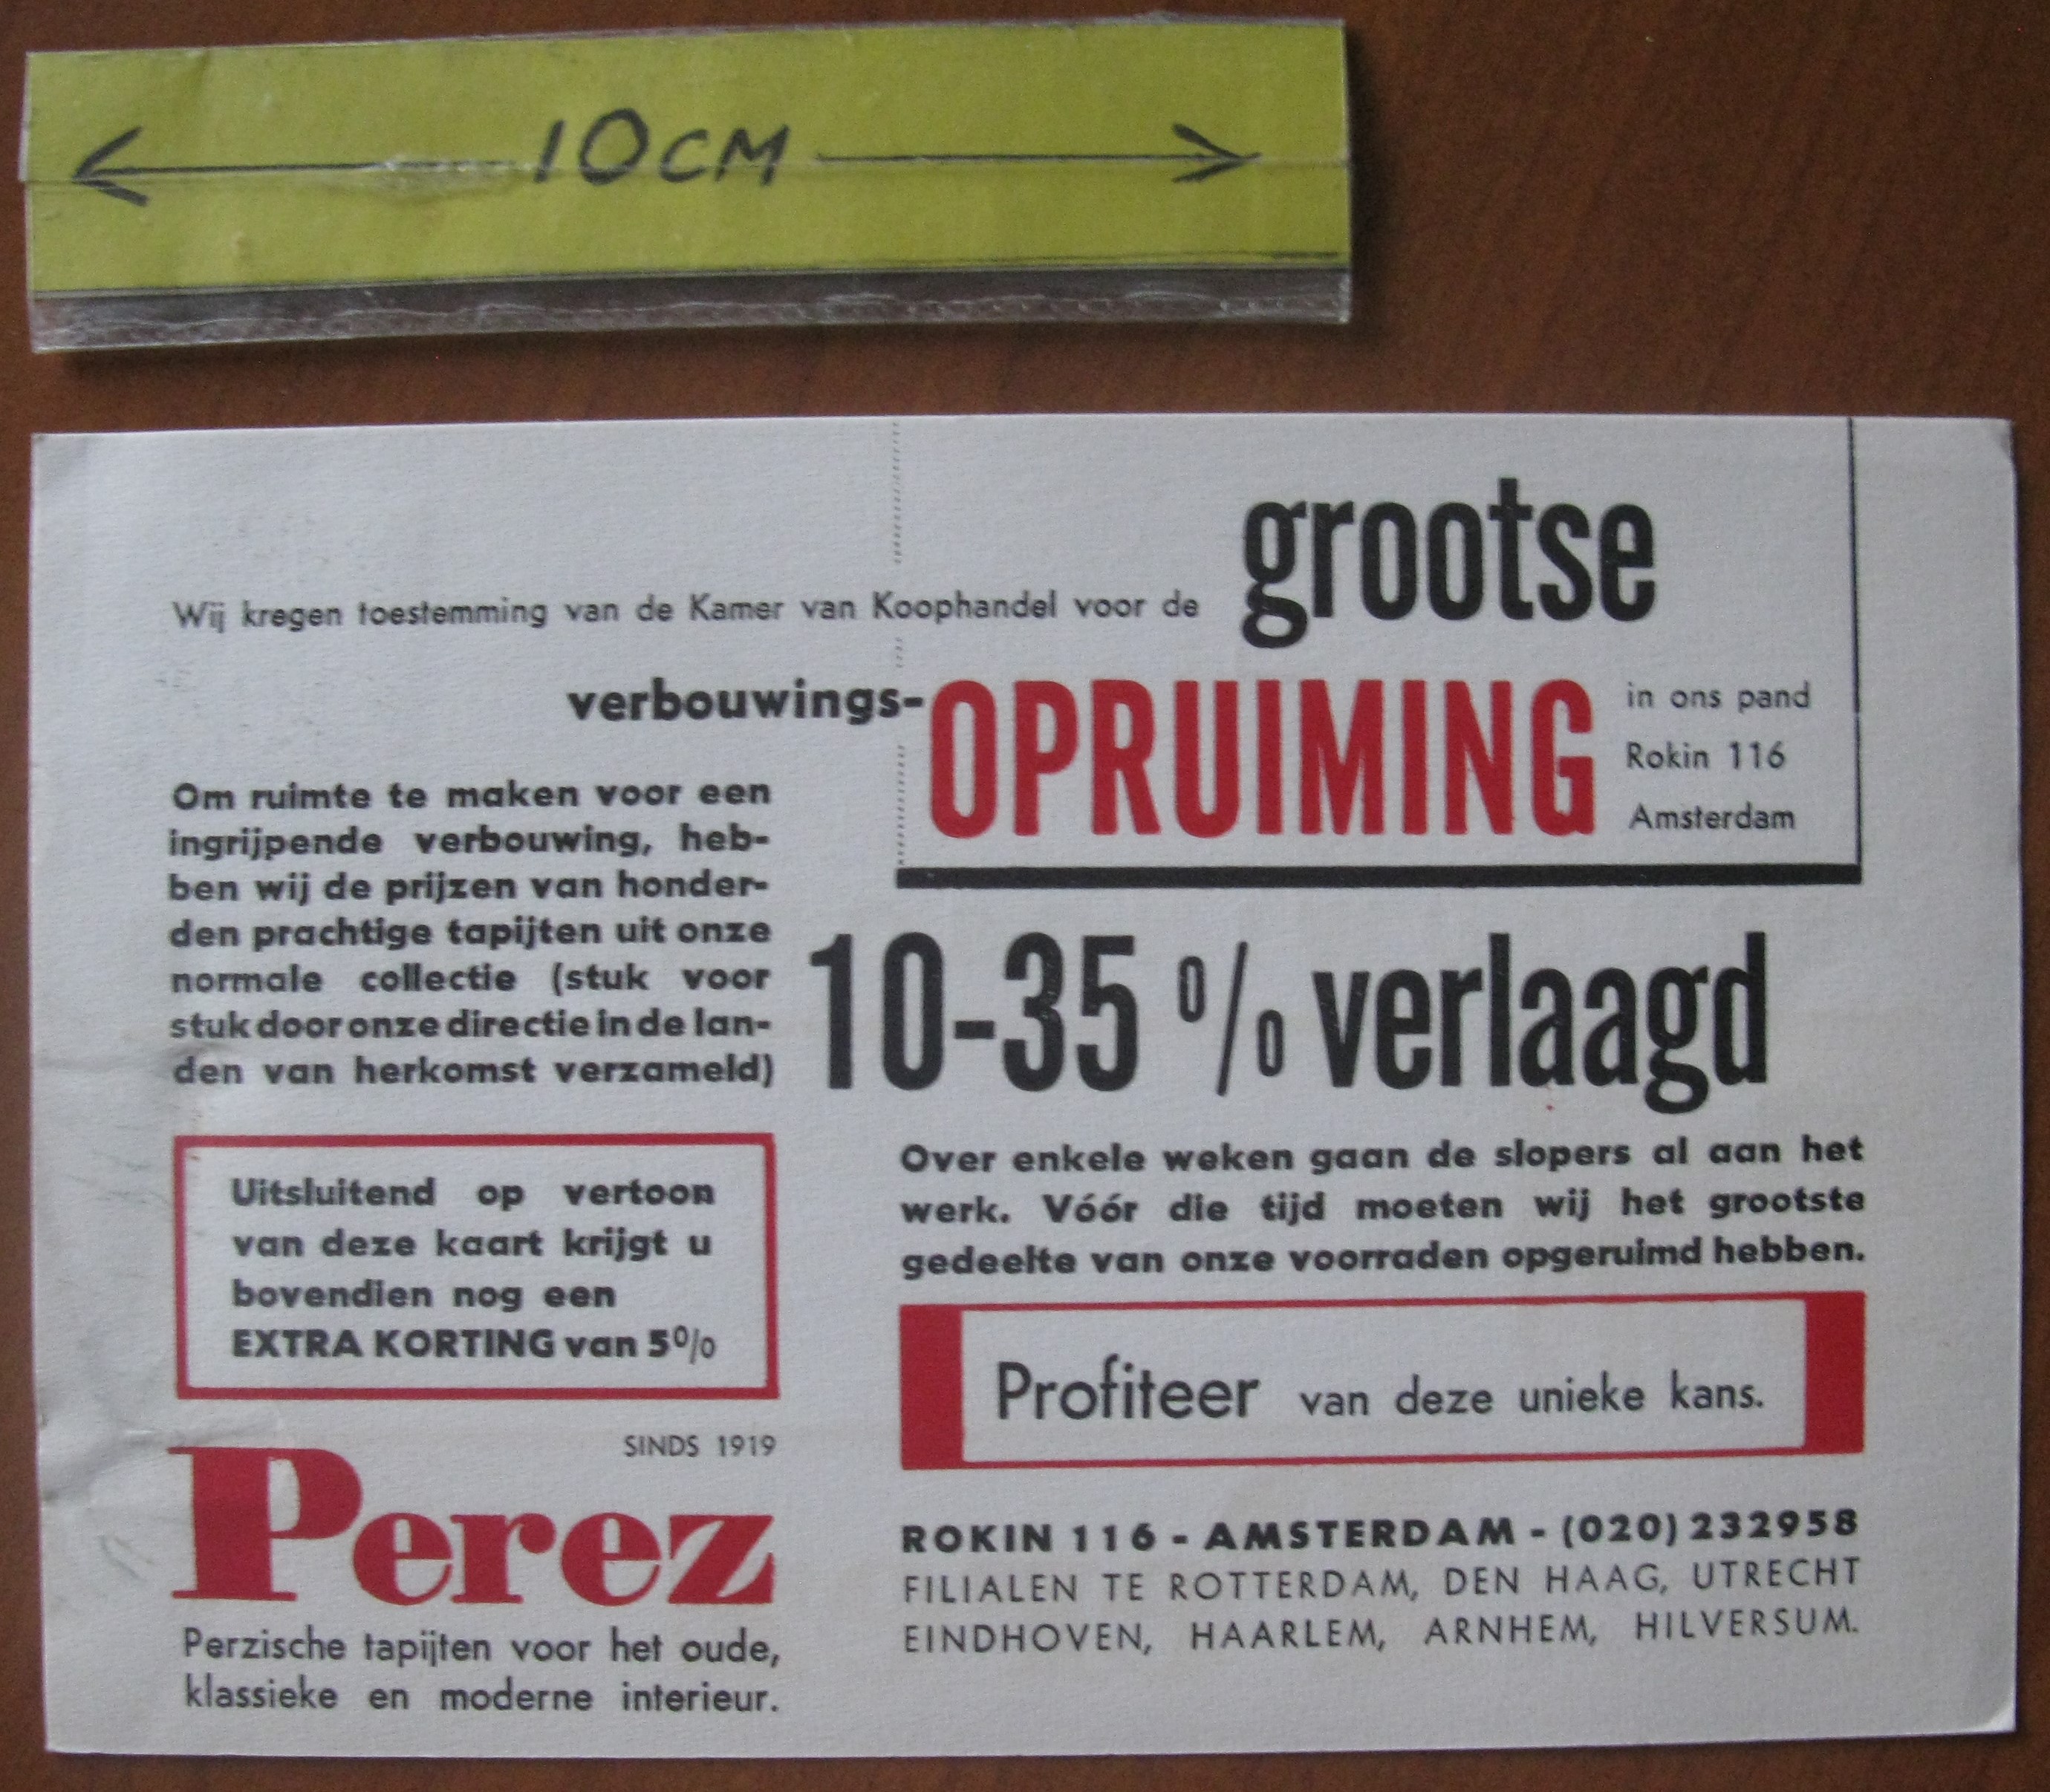 10CM
Wij kregen toestemming van de Kamer van Koophandel voor de grootse
verbouwings-OPRUIMING
in ons pand
Rokin 116
Amsterdam
Om ruimte te maken voor een
ingrijpende verbouwing, heb-
ben wij de prijzen van honder-
den prachtige tapijten uit onze
normale collectie (stuk voor
stuk door onze directie in de lan-
den van herkomst verzameld)
10-35 % verlaagd
Uitsluitend op vertoon
van deze kaart krijgt u
bovendien nog een
EXTRA KORTING van 5%
Over enkele weken gaan de slopers al aan het
werk. Vóór die tijd moeten wij het grootste
gedeelte van onze voorraden opgeruimd hebben.
Profiteer van deze unieke kans.
SINDS 1919
Perez
Perzische tapijten voor het oude,
klassieke en moderne interieur.
ROKIN 116 - AMSTERDAM - (020) 232958
FILIALEN TE ROTTERDAM, DEN HAAG, UTRECHT
EINDHOVEN, HAARLEM, ARNHEM, HILVERSUM.